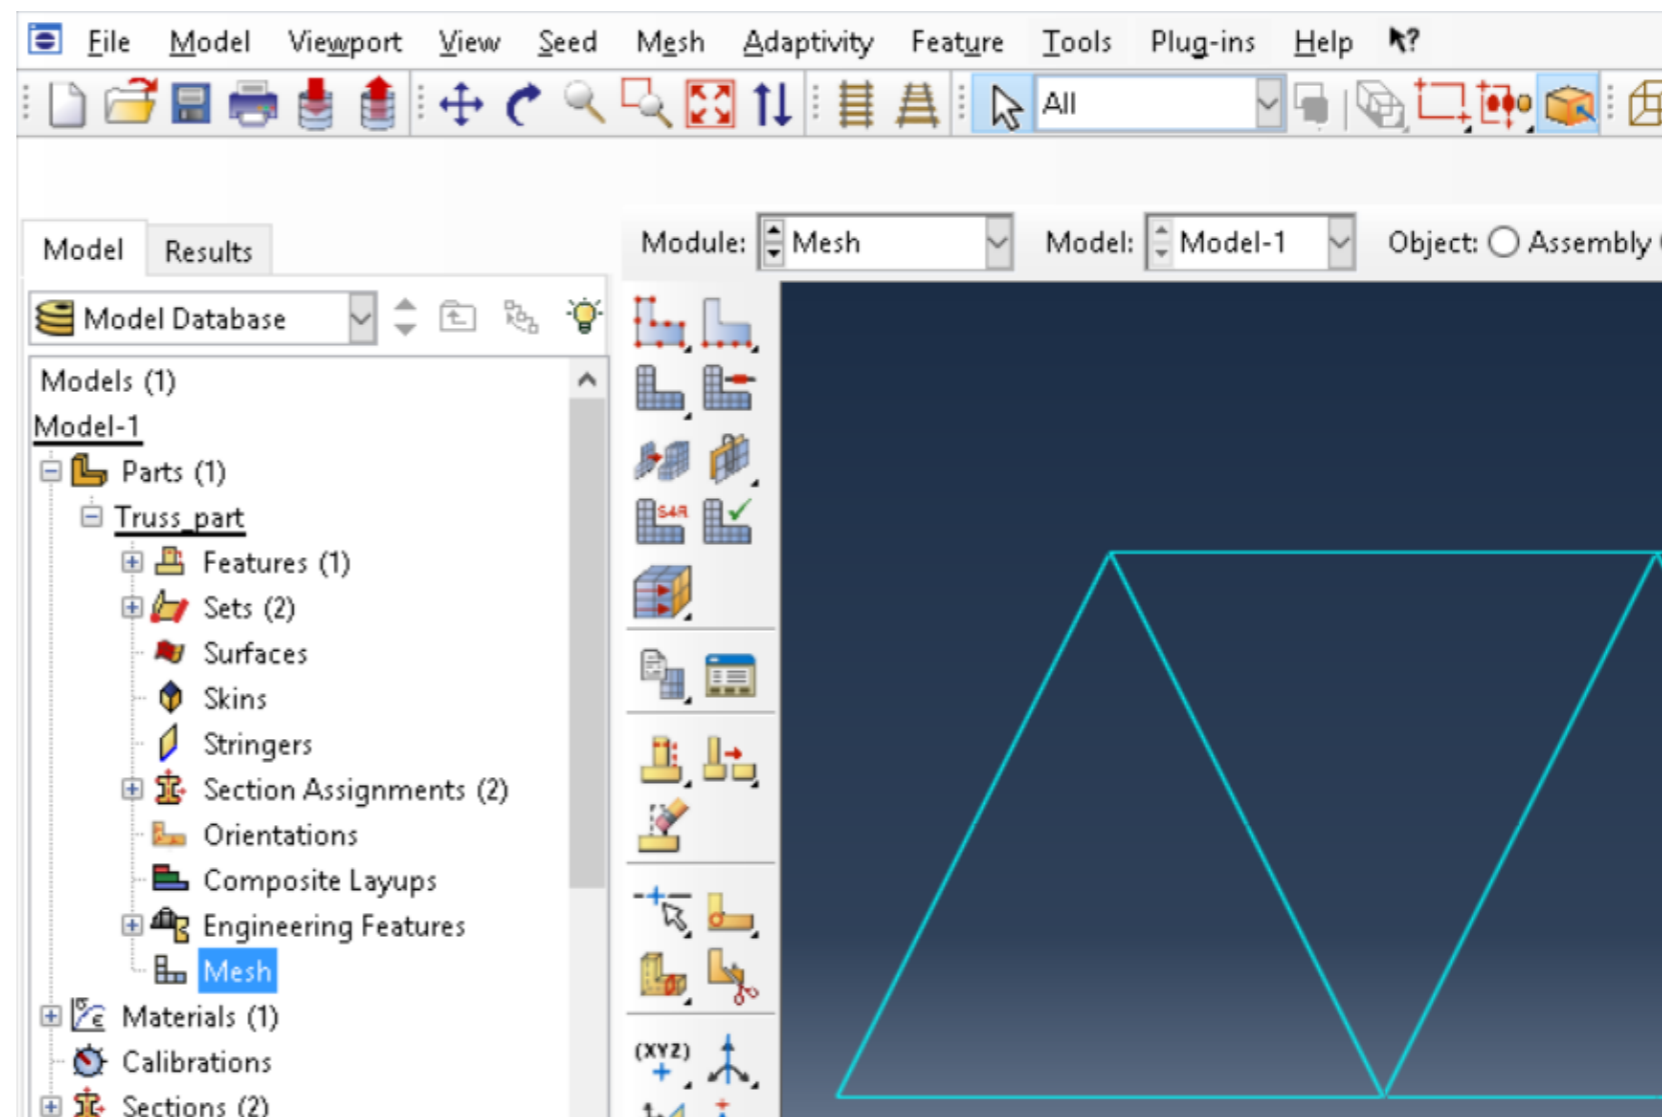 File Model Viewport View Seed Mesh Adaptivity Feature Tools Plug-ins Help ?
All
Model Results
Module: Mesh Model: Model-1 Object: Assembly
Model Database
Models (1)
Model-1
Parts (1)
Truss_part
Features (1)
Sets (2)
Surfaces
Skins
Stringers
Section Assignments (2)
Orientations
Composite Layups
Engineering Features
Mesh
Materials (1)
Calibrations
Sections (2)
S4R
(XYZ)